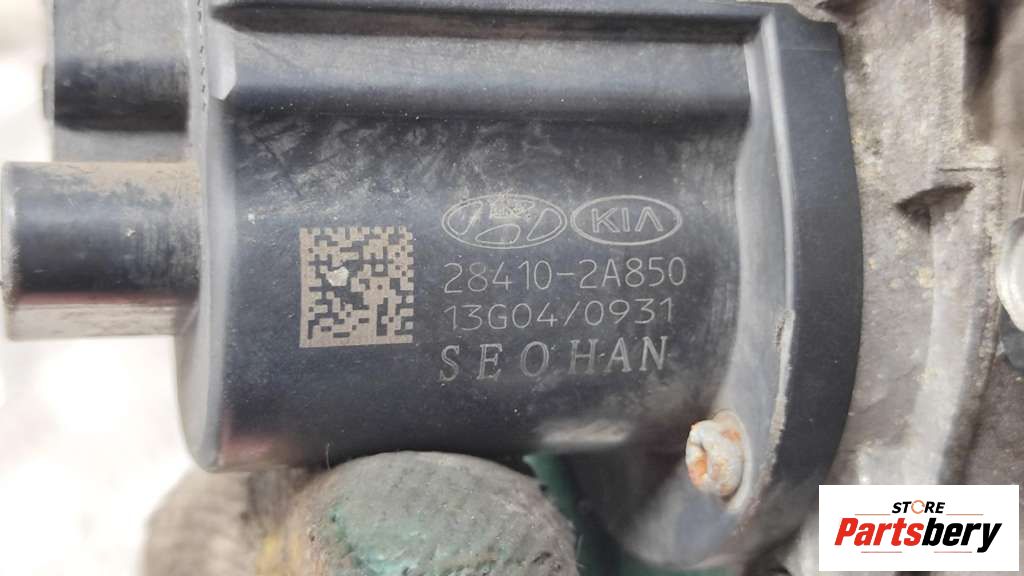 KIA
28410-2A850
13G04/0931
SEOHAN
STORE
Partsbery